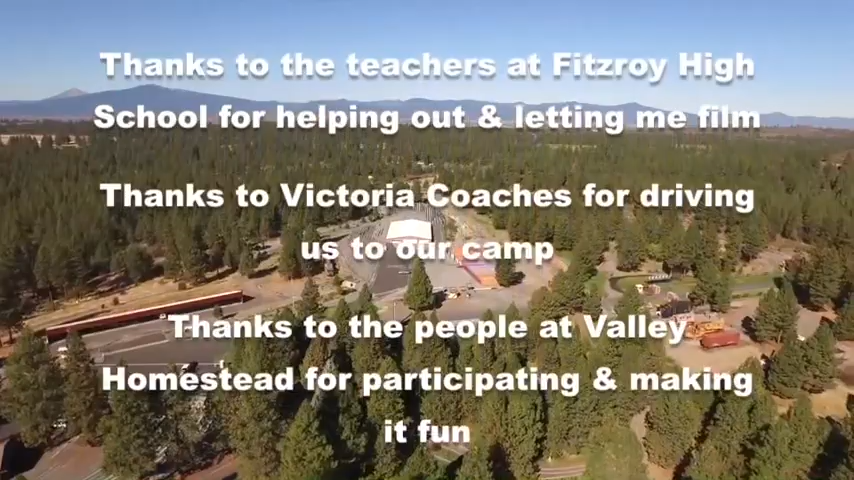 Thanks to the teachers at Fitzroy High
School for helping out & letting me film
Thanks to Victoria Coaches for driving
us to our camp
Thanks to the people at Valley
Homestead for participating & making
it fun